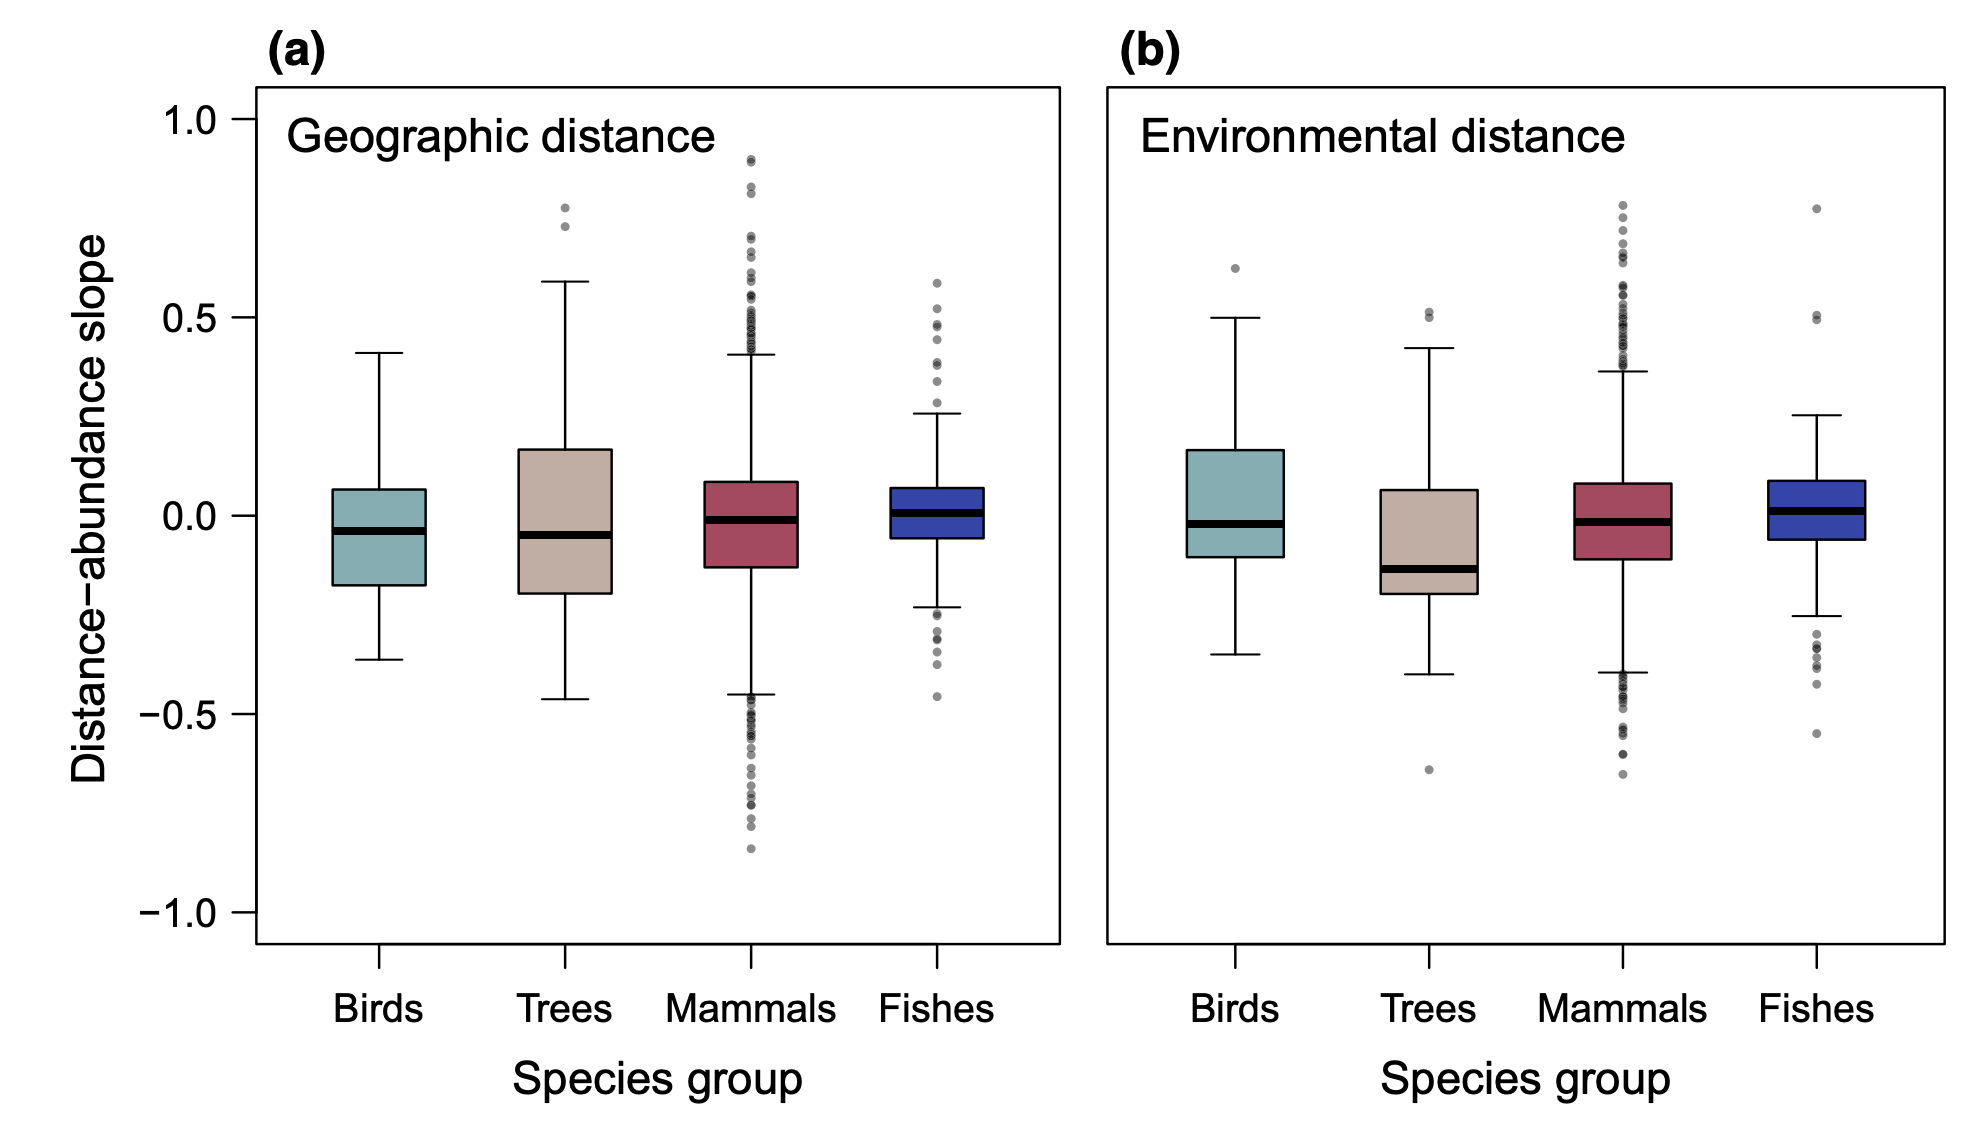 (a)
(b)
Geographic distance
Environmental distance
Distance−abundance slope
1.0
0.5
0.0
−0.5
−1.0
Birds Trees Mammals Fishes
Birds Trees Mammals Fishes
Species group
Species group